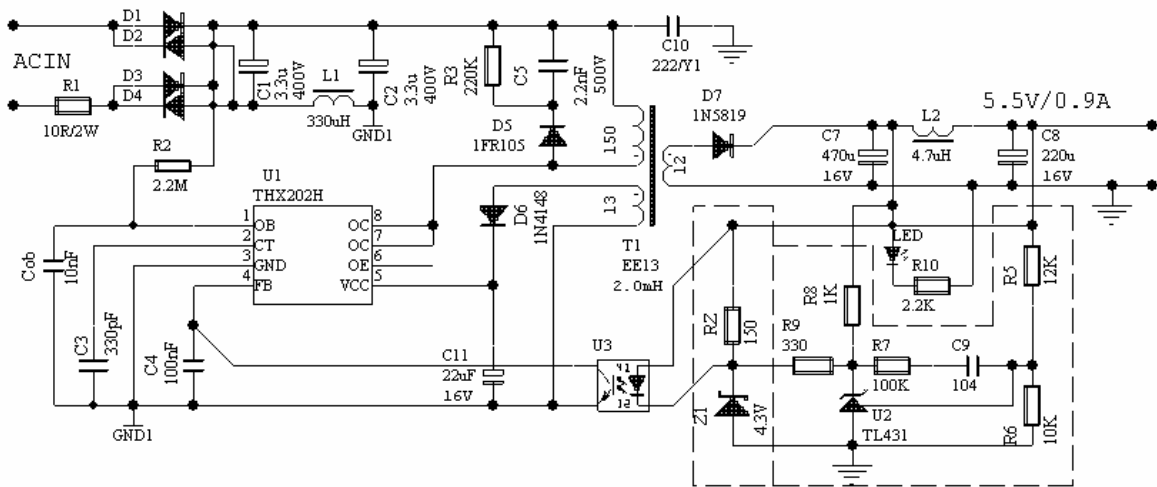 D1
D2
ACIN
D3
D4
R1
10R/2W
C1
3.3u
400V
L1
330uH
C2
3.3u
400V
GND1
R3
220K
C5
2.2nF
500V
C10
222/Y1
D5
1FR105
150
12
13
D7
1N5819
5.5V/0.9A
C7
470u
16V
L2
4.7uH
C8
220u
16V
R2
2.2M
U1
THX202H
1
2
3
4
OB
CT
GND
FB
OC
OC
OE
VCC
8
7
6
5
D6
1N4148
T1
EE13
2.0mH
Cob
10nF
C3
330pF
C4
100nF
C11
22uF
16V
U3
GND1
LED
R10
2.2K
R5
12K
R8
1K
RZ
150
R9
330
R7
100K
C9
104
Z1
4.3V
U2
TL431
R6
10K